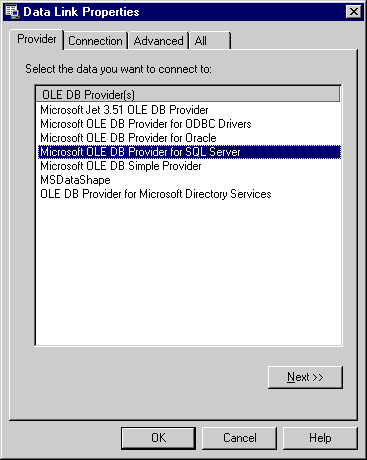 Data Link Properties
Provider Connection Advanced All
Select the data you want to connect to:
OLE DB Provider(s)
Microsoft Jet 3.51 OLE DB Provider
Microsoft OLE DB Provider for ODBC Drivers
Microsoft OLE DB Provider for Oracle
Microsoft OLE DB Provider for SQL Server
Microsoft OLE DB Simple Provider
MSDataShape
OLE DB Provider for Microsoft Directory Services
Next >>
OK Cancel Help